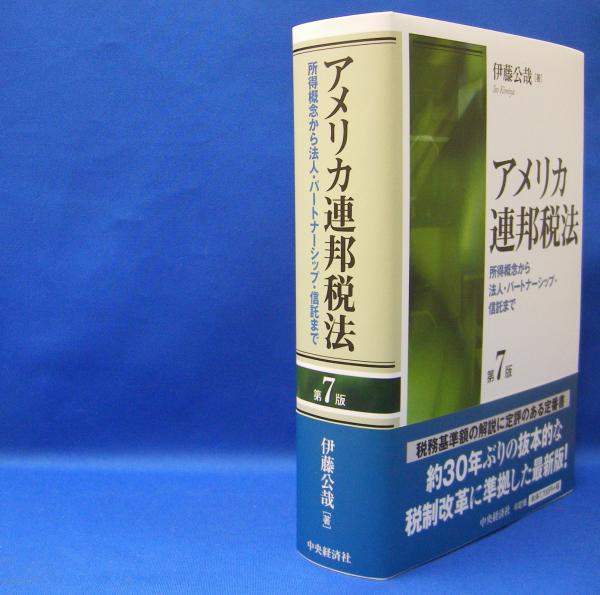 アメリカ連邦税法
所得概念から法人・パートナーシップ・信託まで
第7版
伊藤公哉[著]
中央経済社
伊藤公哉[著]
Ito Kimiya
アメリカ
連邦税法
所得概念から
法人・パートナーシップ・
信託まで
第7版
税務基準額の解説に定評のある定番書
約30年ぶりの抜本的な
税制改革に準拠した最新版!
中央経済社